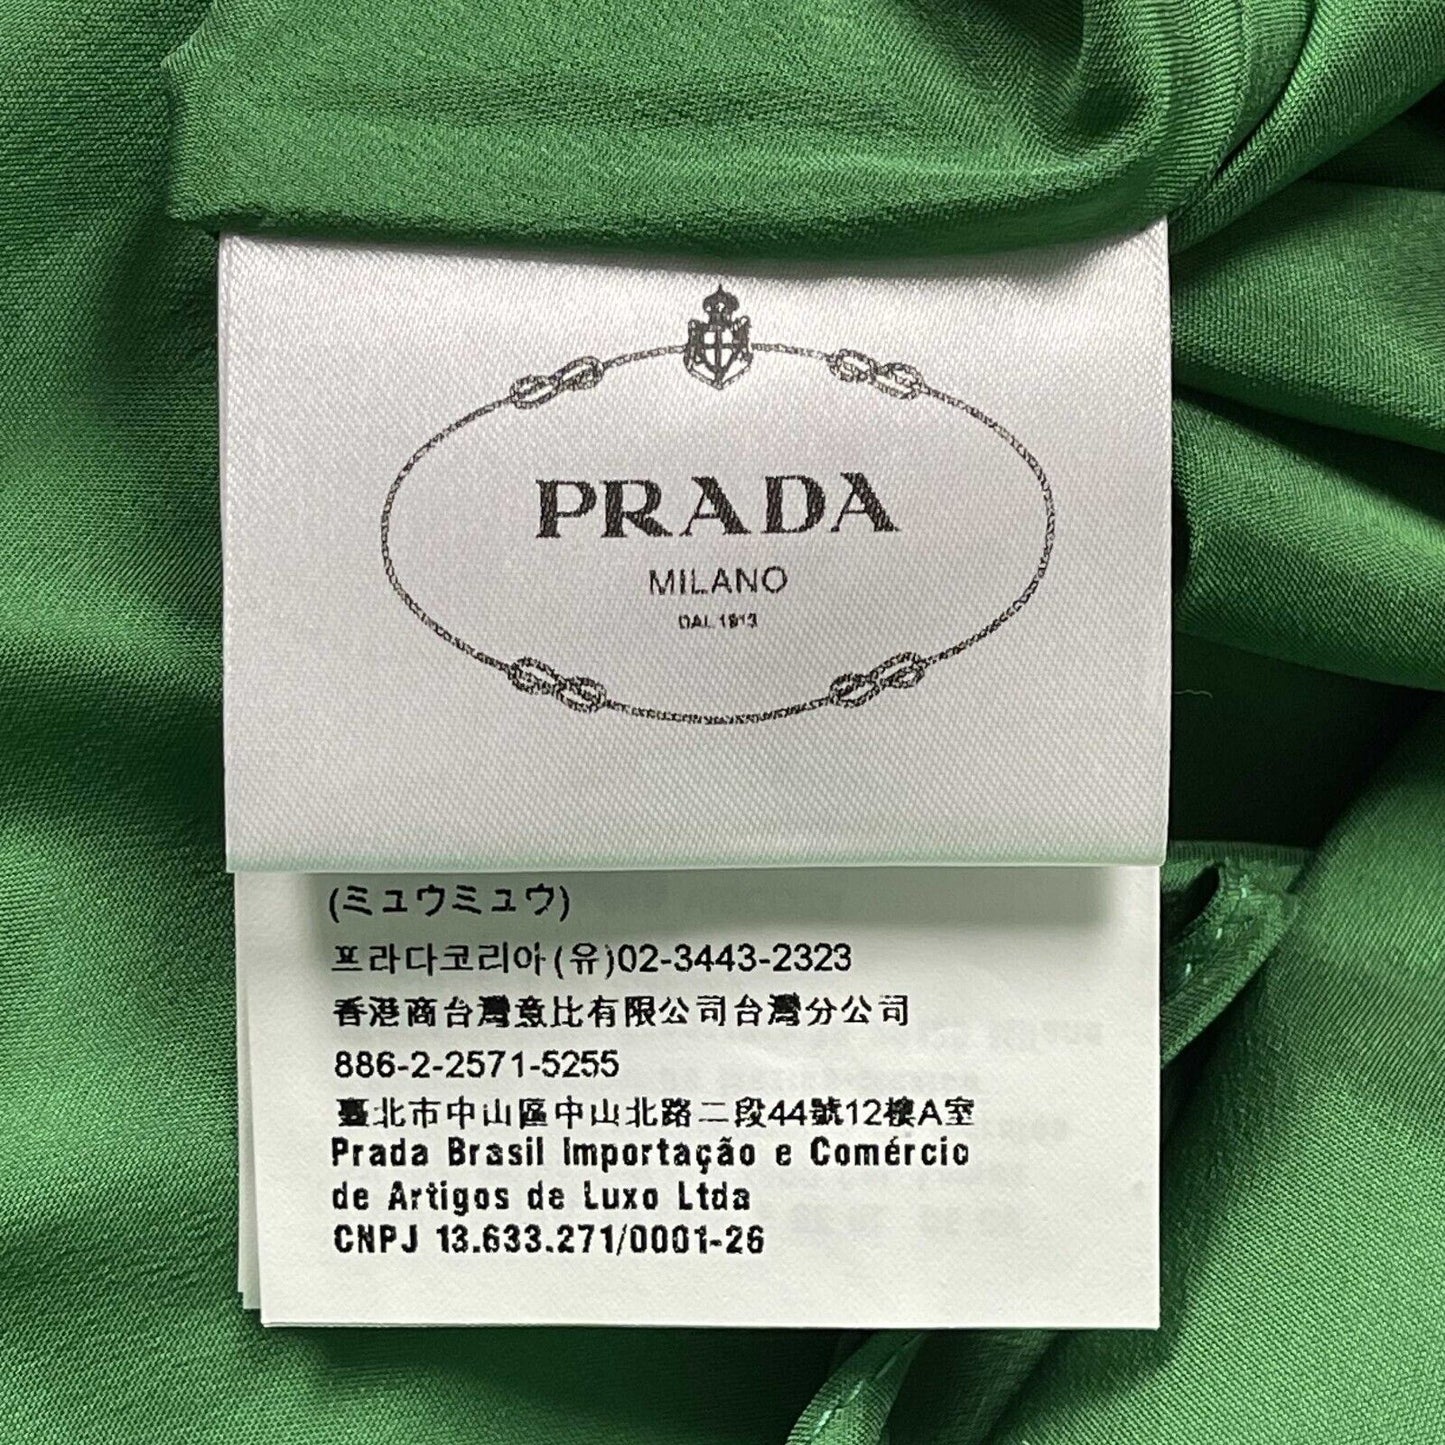 PRADA
MILANO
DAL 1913
(ミュウミュウ)
프라다코리아(유)02-3443-2323
香港商台灣意比有限公司台灣分公司
886-2-2571-5255
臺北市中山區中山北路二段44號12樓A室
Prada Brasil Importação e Comércio
de Artigos de Luxo Ltda
CNPJ 13.633.271/0001-26